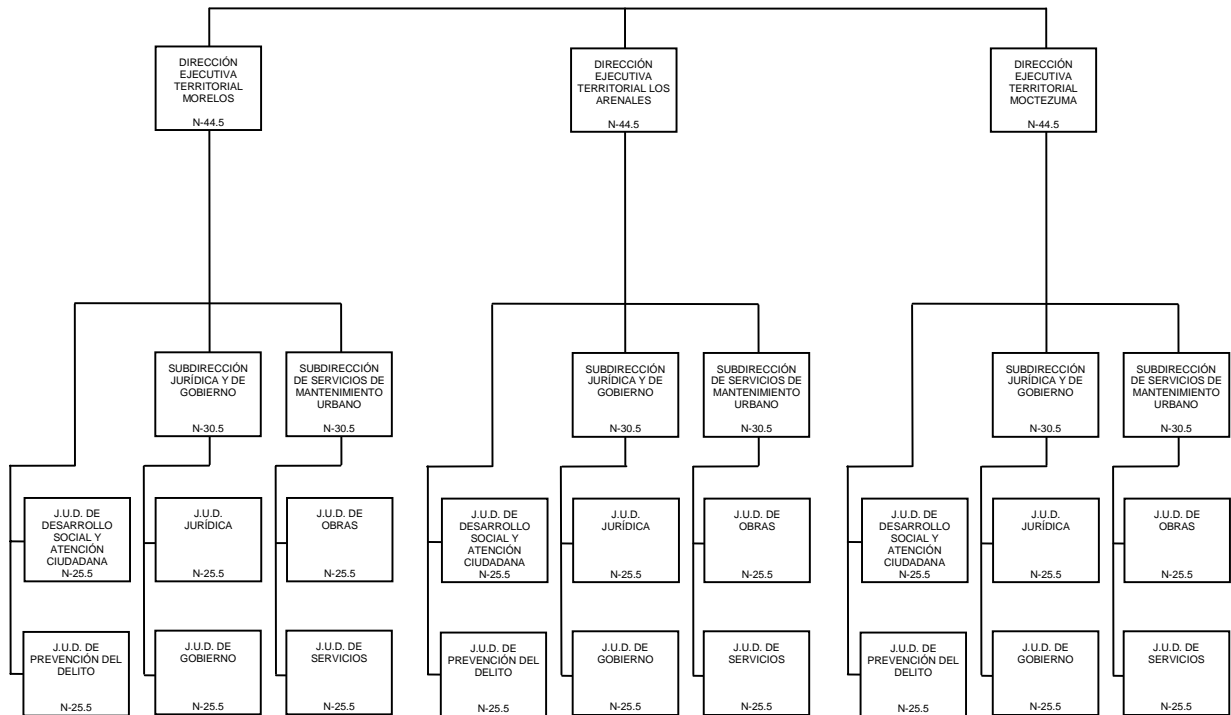 DIRECCIÓN
EJECUTIVA
TERRITORIAL
MORELOS
N-44.5
DIRECCIÓN
EJECUTIVA
TERRITORIAL LOS
ARENALES
N-44.5
DIRECCIÓN
EJECUTIVA
TERRITORIAL
MOCTEZUMA
N-44.5
SUBDIRECCIÓN
JURÍDICA Y DE
GOBIERNO
N-30.5
SUBDIRECCIÓN
DE SERVICIOS DE
MANTENIMIENTO
URBANO
N-30.5
SUBDIRECCIÓN
JURÍDICA Y DE
GOBIERNO
N-30.5
SUBDIRECCIÓN
DE SERVICIOS DE
MANTENIMIENTO
URBANO
N-30.5
SUBDIRECCIÓN
JURÍDICA Y DE
GOBIERNO
N-30.5
SUBDIRECCIÓN
DE SERVICIOS DE
MANTENIMIENTO
URBANO
N-30.5
J.U.D. DE
DESARROLLO
SOCIAL Y
ATENCIÓN
CIUDADANA
N-25.5
J.U.D.
JURÍDICA
N-25.5
J.U.D. DE
OBRAS
N-25.5
J.U.D. DE
DESARROLLO
SOCIAL Y
ATENCIÓN
CIUDADANA
N-25.5
J.U.D.
JURÍDICA
N-25.5
J.U.D. DE
OBRAS
N-25.5
J.U.D. DE
DESARROLLO
SOCIAL Y
ATENCIÓN
CIUDADANA
N-25.5
J.U.D.
JURÍDICA
N-25.5
J.U.D. DE
OBRAS
N-25.5
J.U.D. DE
PREVENCIÓN DEL
DELITO
N-25.5
J.U.D. DE
GOBIERNO
N-25.5
J.U.D. DE
SERVICIOS
N-25.5
J.U.D. DE
PREVENCIÓN DEL
DELITO
N-25.5
J.U.D. DE
GOBIERNO
N-25.5
J.U.D. DE
SERVICIOS
N-25.5
J.U.D. DE
PREVENCIÓN DEL
DELITO
N-25.5
J.U.D. DE
GOBIERNO
N-25.5
J.U.D. DE
SERVICIOS
N-25.5